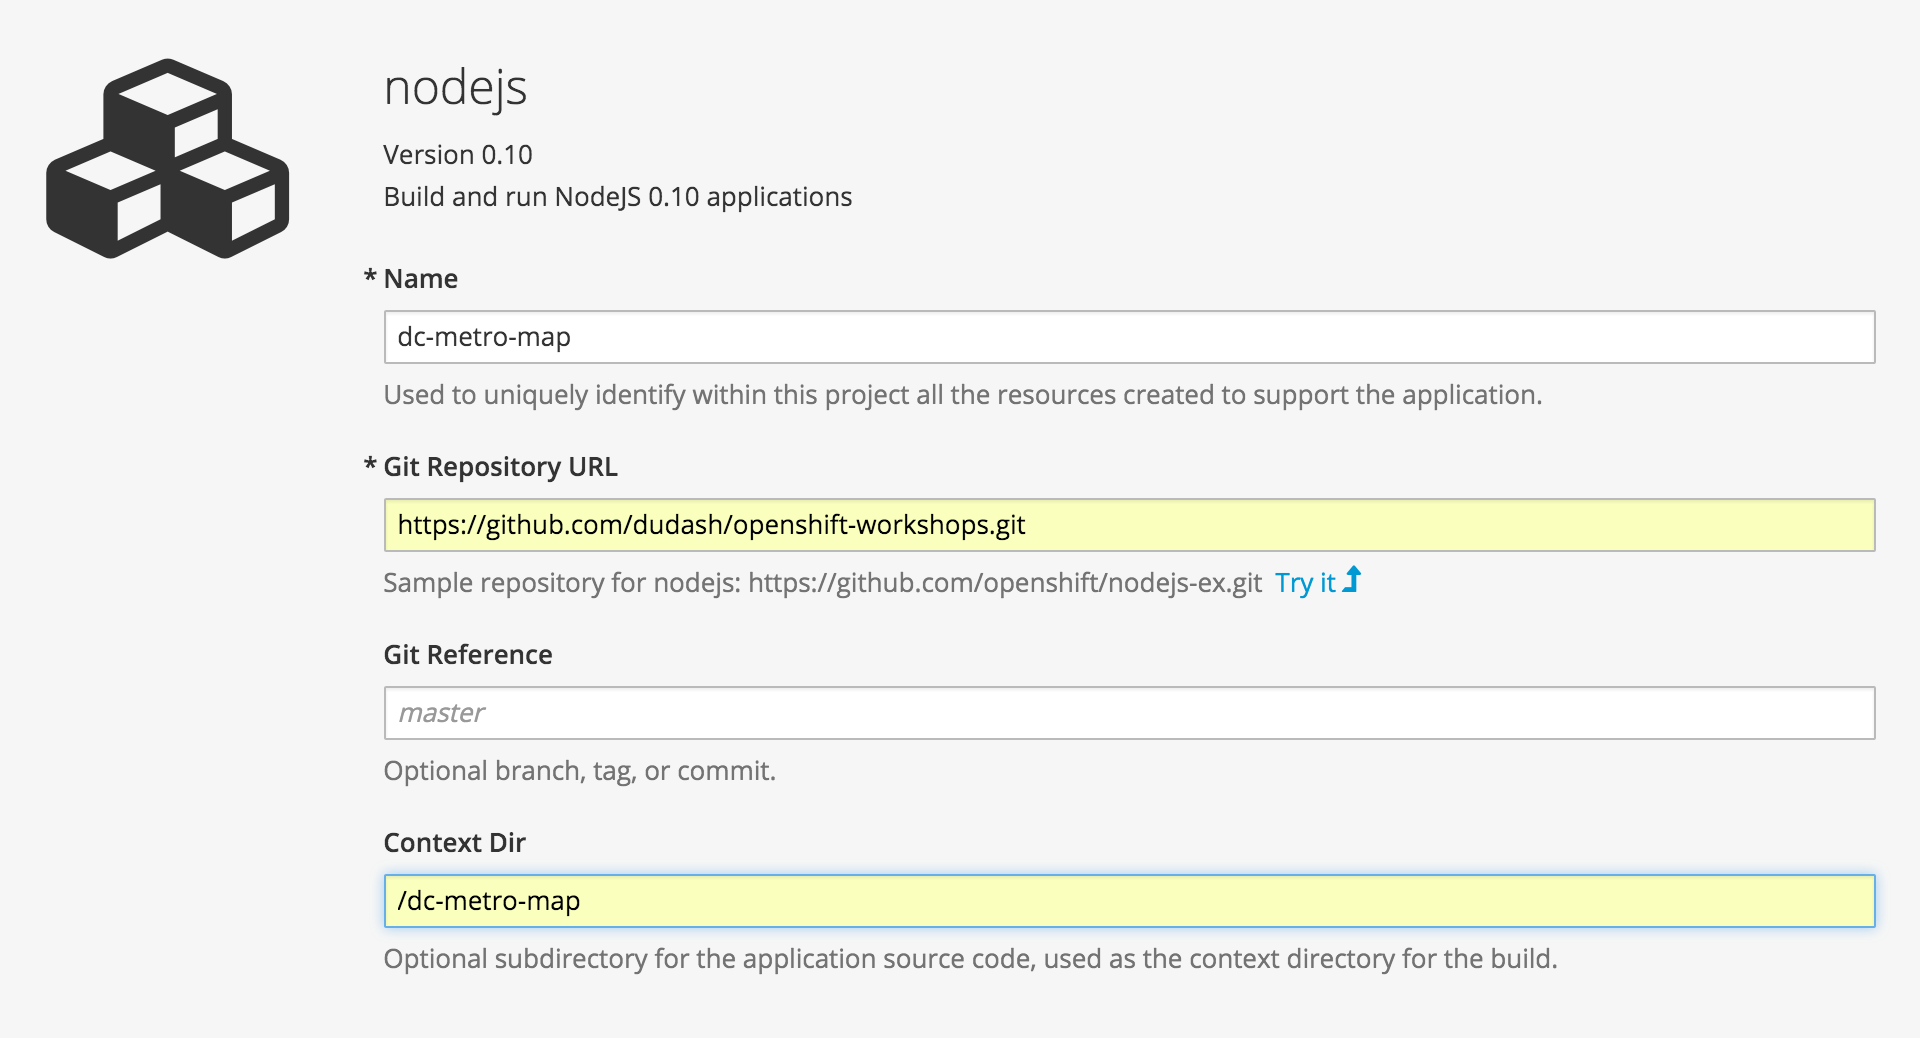 nodejs
Version 0.10
Build and run NodeJS 0.10 applications
* Name
dc-metro-map
Used to uniquely identify within this project all the resources created to support the application.
* Git Repository URL
https://github.com/dudash/openshift-workshops.git
Sample repository for nodejs: https://github.com/openshift/nodejs-ex.git Try it
Git Reference
master
Optional branch, tag, or commit.
Context Dir
/dc-metro-map
Optional subdirectory for the application source code, used as the context directory for the build.